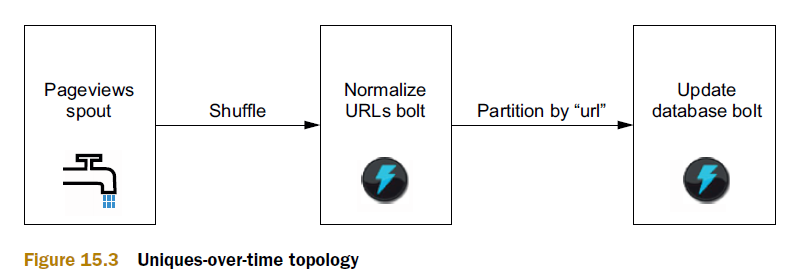 Pageviews
spout
Shuffle
Normalize
URLs bolt
Partition by “url”
Update
database bolt
Figure 15.3 Uniques-over-time topology